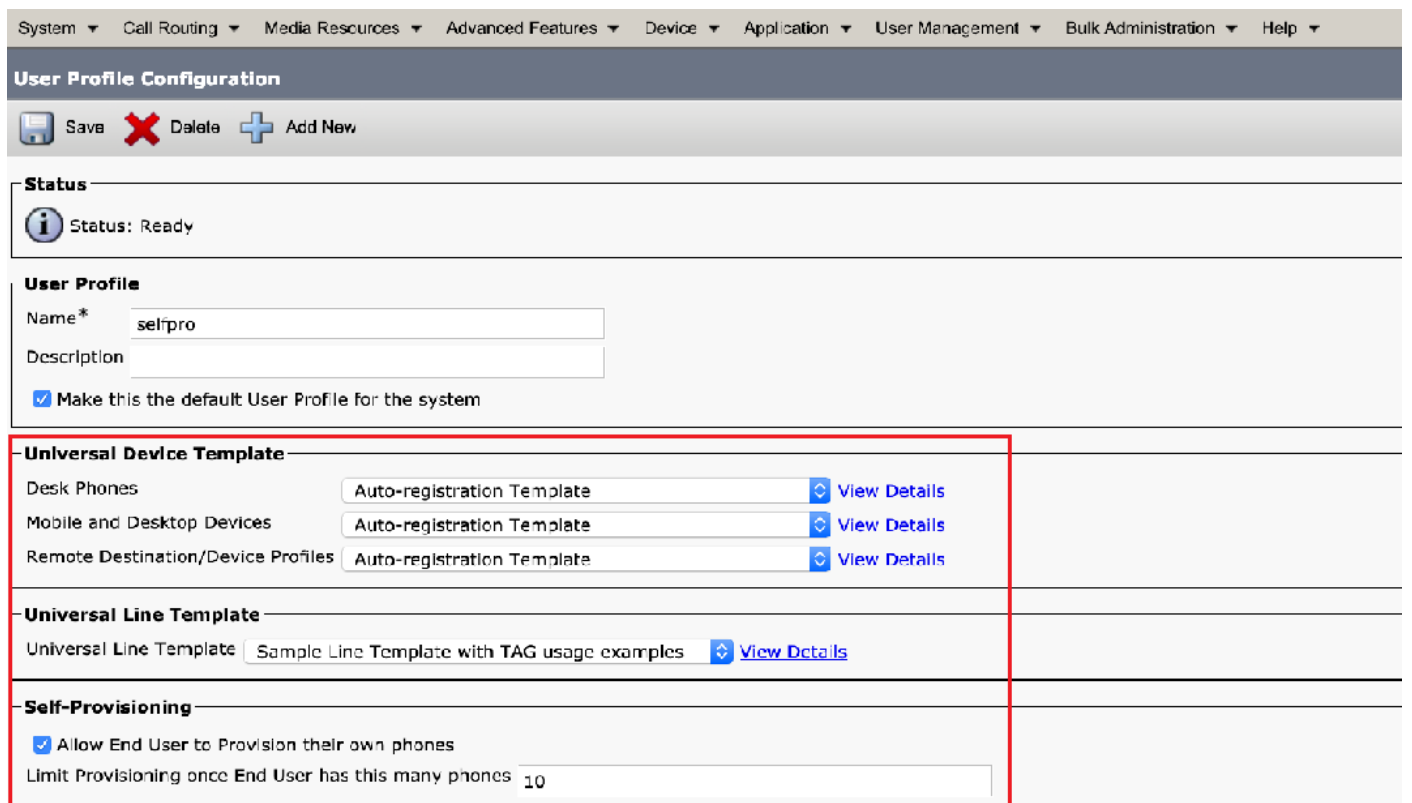 System Call Routing Media Resources Advanced Features Device Application User Management Bulk Administration Help
User Profile Configuration
Save Delete Add New
Status
Status: Ready
User Profile
Name* selfpro
Description
Make this the default User Profile for the system
Universal Device Template
Desk Phones Auto-registration Template View Details
Mobile and Desktop Devices Auto-registration Template View Details
Remote Destination/Device Profiles Auto-registration Template View Details
Universal Line Template
Universal Line Template Sample Line Template with TAG usage examples View Details
Self-Provisioning
Allow End User to Provision their own phones
Limit Provisioning once End User has this many phones 10